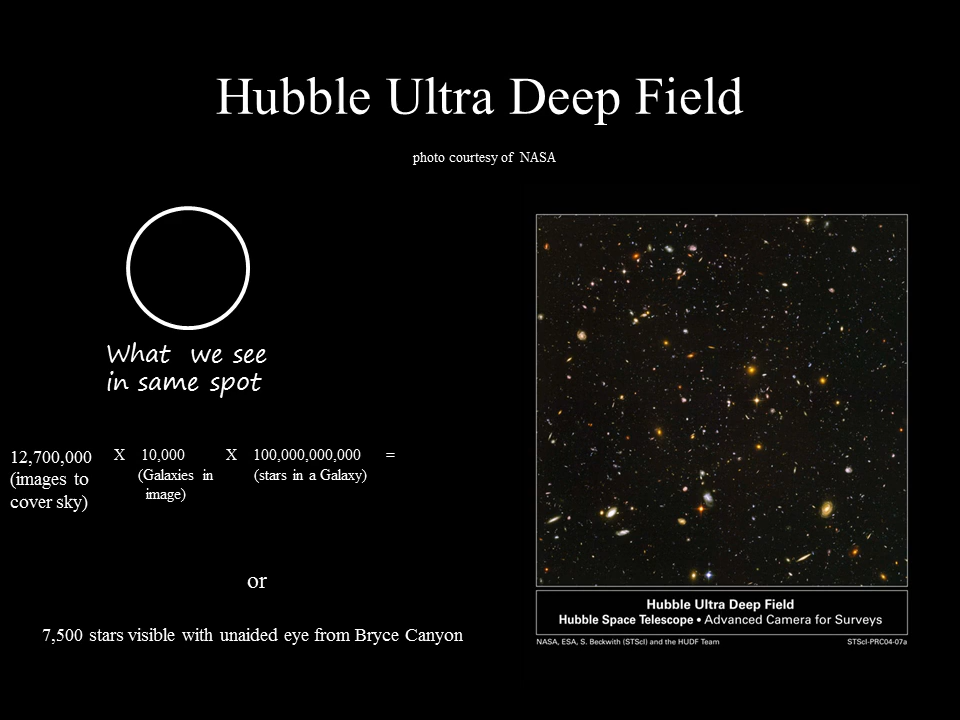 Hubble Ultra Deep Field
photo courtesy of NASA
What we see
in same spot
12,700,000 X 10,000 X 100,000,000,000 =
(images to (Galaxies in (stars in a Galaxy)
cover sky) image)
or
7,500 stars visible with unaided eye from Bryce Canyon
Hubble Ultra Deep Field
Hubble Space Telescope • Advanced Camera for Surveys
NASA, ESA, S. Beckwith (STScI) and the HUDF Team STScI-PRC04-07a